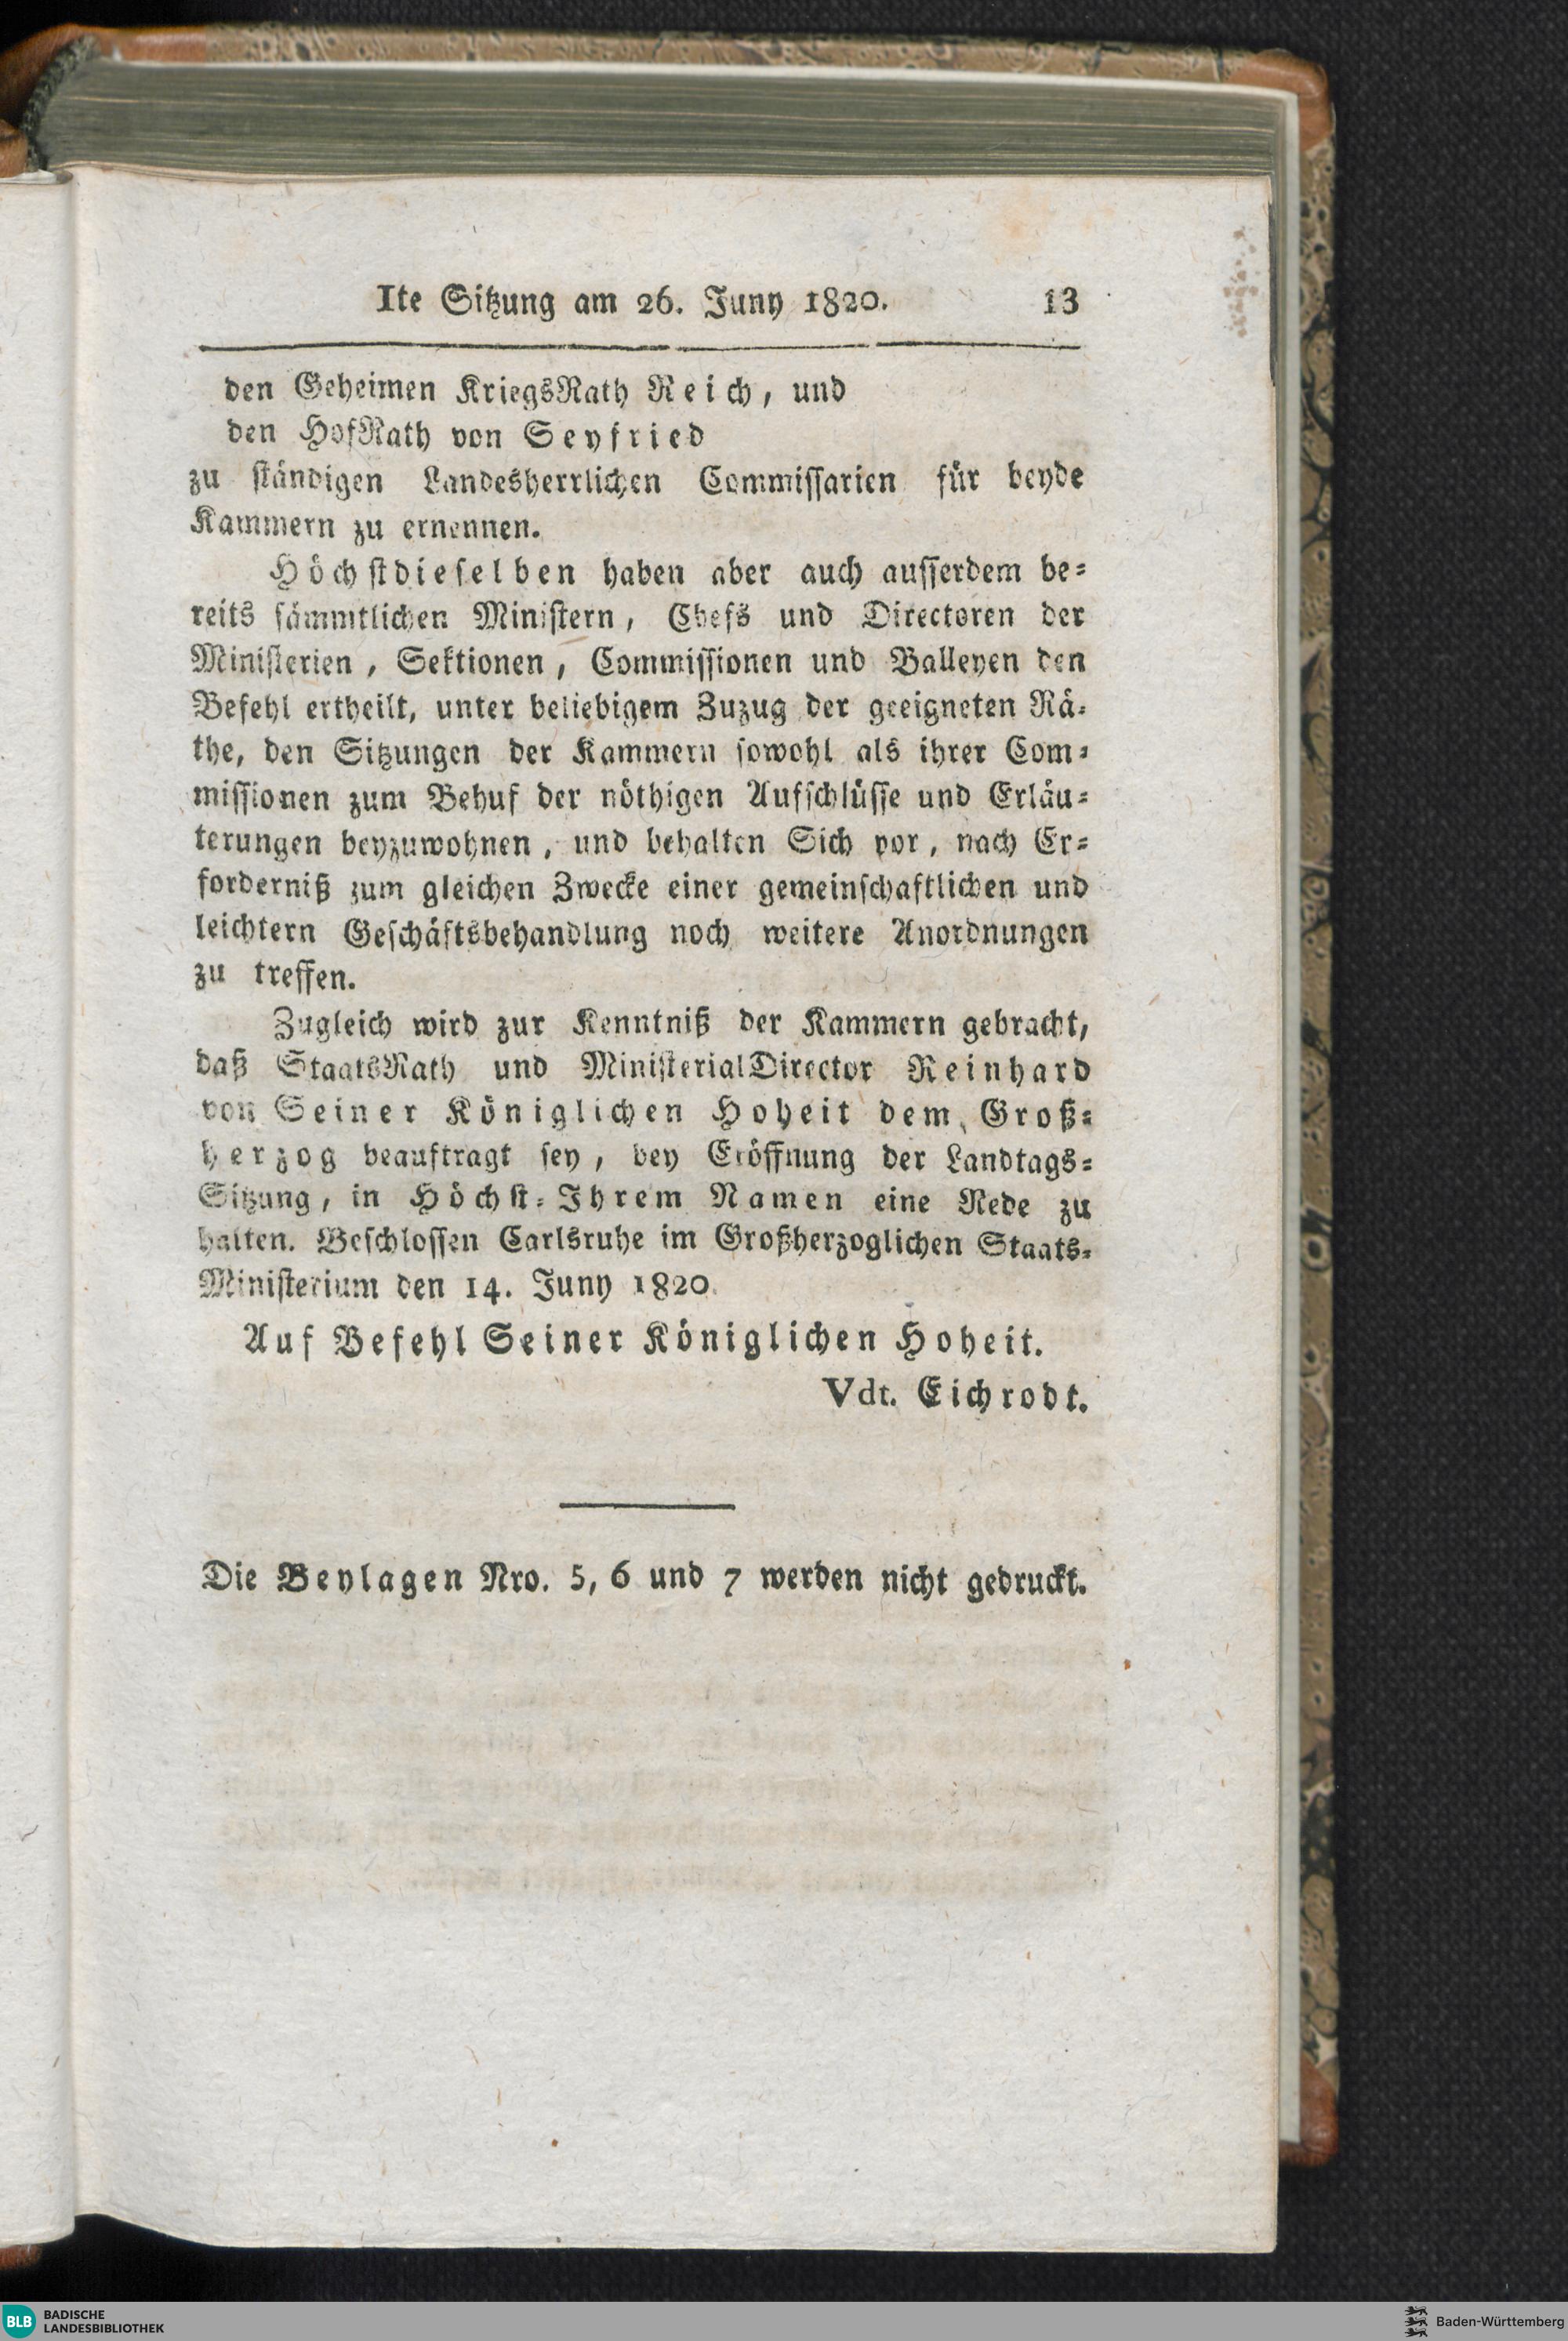 Ite Sitzung am 26. Juny 1820. 13
den Geheimen KriegsRath Reich, und
den HofRath von Seyfried
zu ständigen Landesherrlichen Commissarien für beyde
Kammern zu ernennen.
Höchstdieselben haben aber auch ausserdem be-
reits sämmtlichen Ministern, Chefs und Directoren der
Ministerien, Sektionen, Commissionen und Balleyen den
Befehl ertheilt, unter beliebigem Zuzug der geeigneten Rä-
the, den Sitzungen der Kammern sowohl als ihrer Com-
missionen zum Behuf der nöthigen Aufschlüsse und Erläu-
terungen beyzuwohnen, und behalten Sich vor, nach Er-
forderniß zum gleichen Zwecke einer gemeinschaftlichen und
leichtern Geschäftsbehandlung noch weitere Anordnungen
zu treffen.
Zugleich wird zur Kenntniß der Kammern gebracht,
daß StaatsRath und MinisterialDirector Reinhard
von Seiner Königlichen Hoheit dem Groß-
herzog beauftragt sey, bey Eröffnung der Landtags-
Sitzung, in Höchst-Ihrem Namen eine Rede zu
halten. Beschlossen Carlsruhe im Großherzoglichen Staats-
Ministerium den 14. Juny 1820.
Auf Befehl Seiner Königlichen Hoheit.
Vdt. Eichrodt.
Die Beylagen Nro. 5, 6 und 7 werden nicht gedruckt.
BLB BADISCHE
LANDESBIBLIOTHEK
Baden-Württemberg